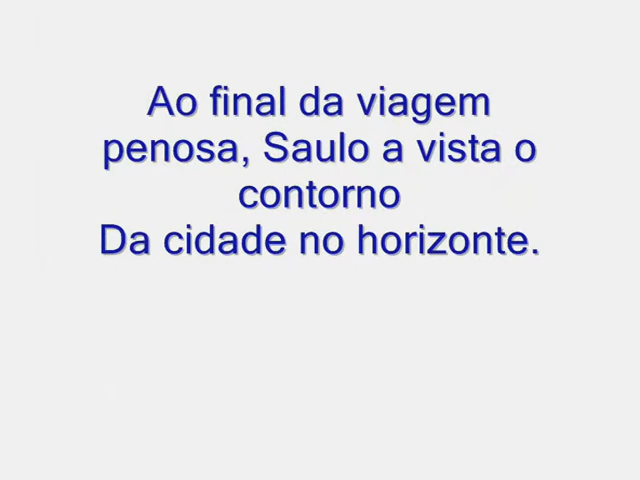 Ao final da viagem
penosa, Saulo a vista o
contorno
Da cidade no horizonte.